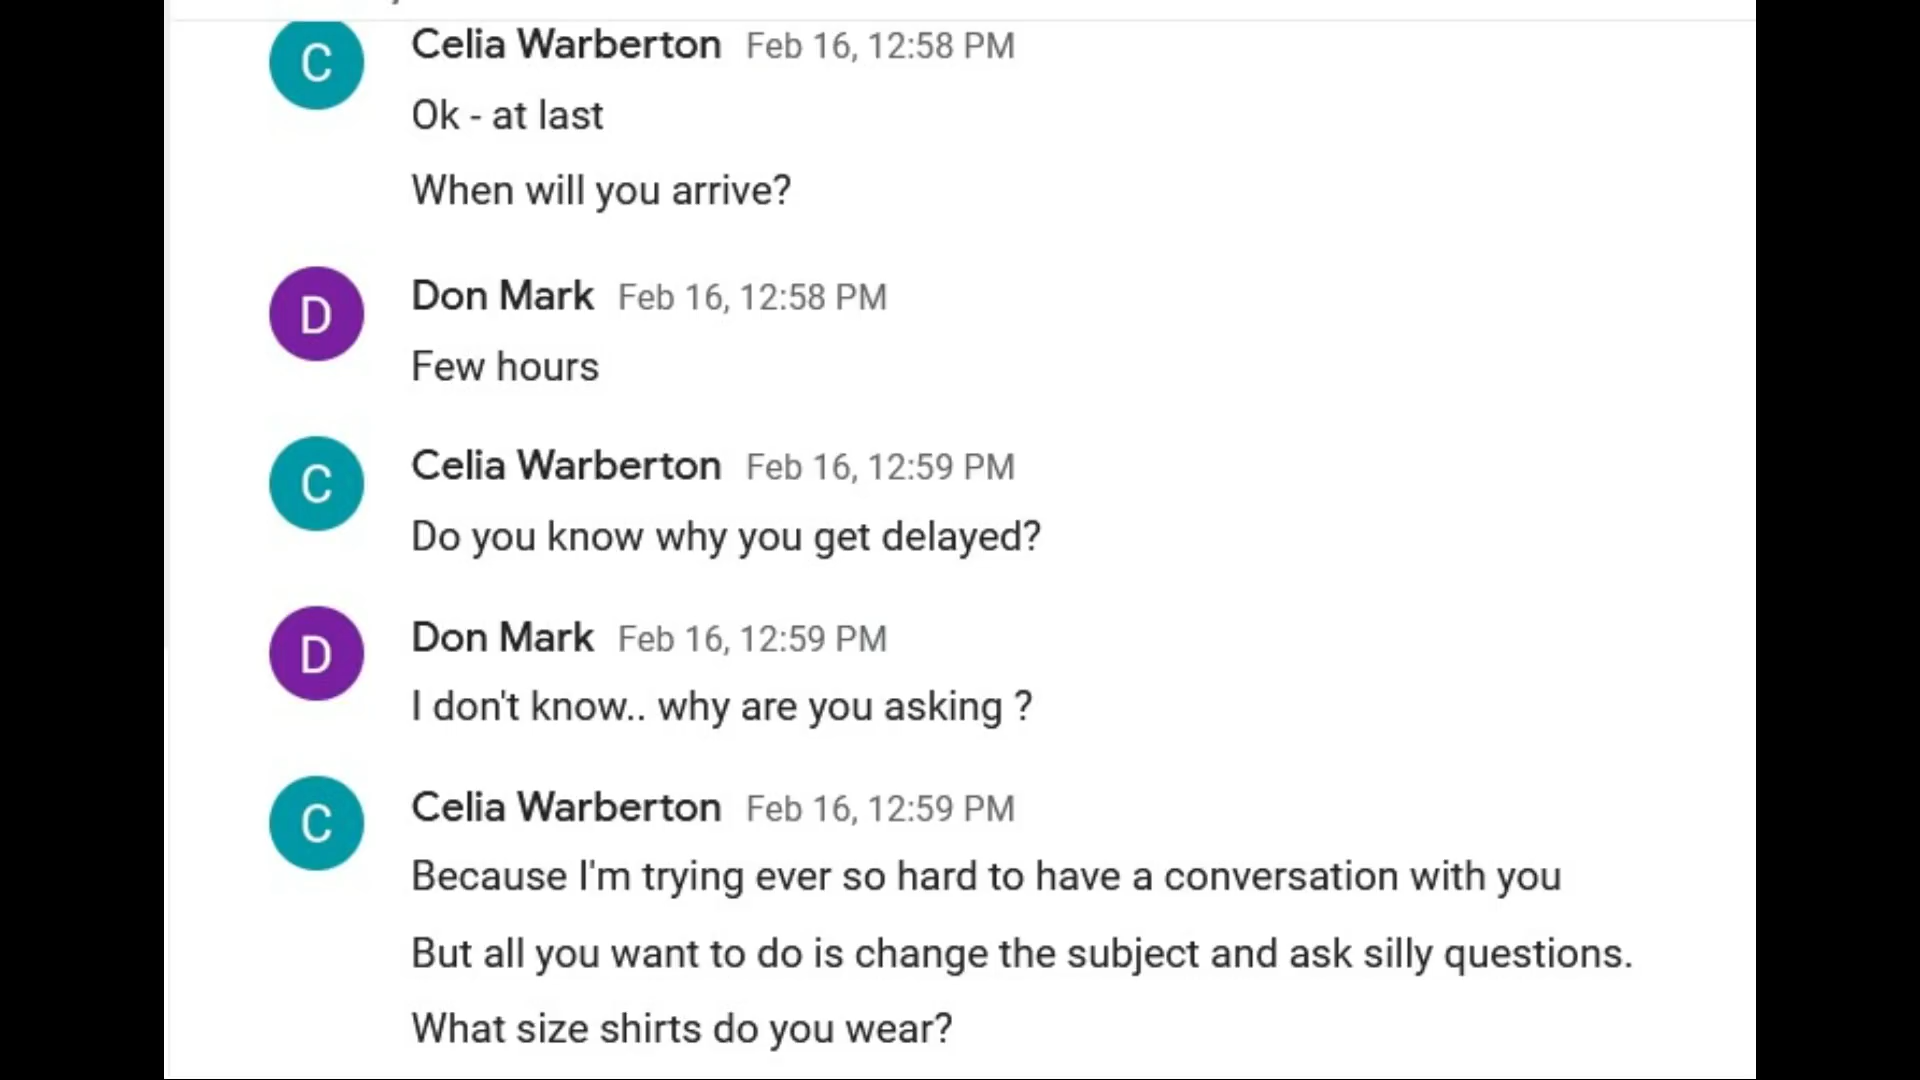 C
Celia Warberton Feb 16, 12:58 PM
Ok - at last
When will you arrive?
D
Don Mark Feb 16, 12:58 PM
Few hours
C
Celia Warberton Feb 16, 12:59 PM
Do you know why you get delayed?
D
Don Mark Feb 16, 12:59 PM
I don't know.. why are you asking ?
C
Celia Warberton Feb 16, 12:59 PM
Because I'm trying ever so hard to have a conversation with you
But all you want to do is change the subject and ask silly questions.
What size shirts do you wear?